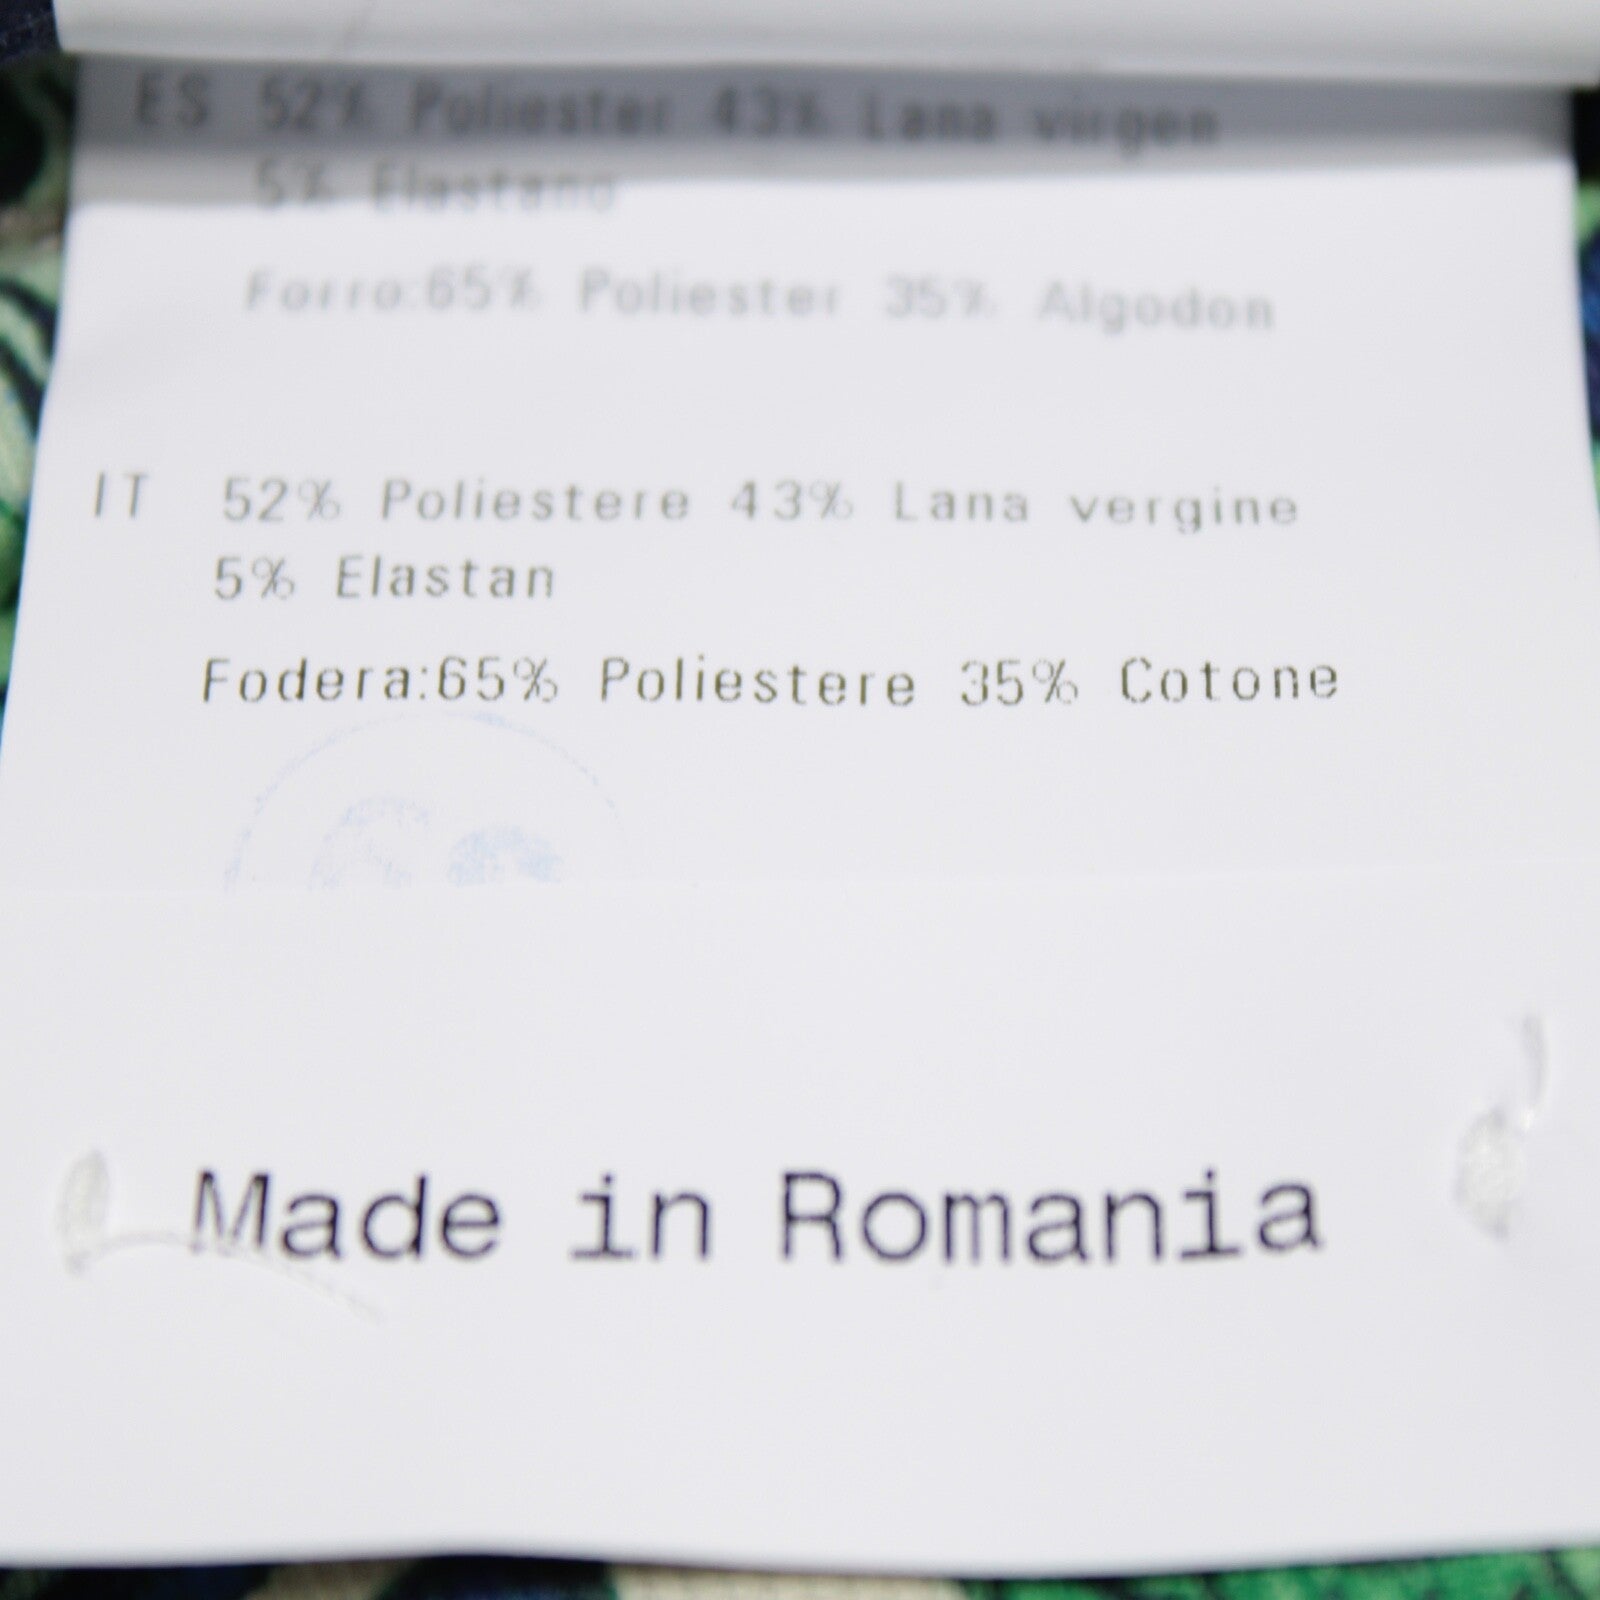 ES 52% Poliester 43% Lana virgen
5% Elastano
Forro:65% Poliester 35% Algodon
IT 52% Poliestere 43% Lana vergine
5% Elastan
Fodera:65% Poliestere 35% Cotone
Made in Romania